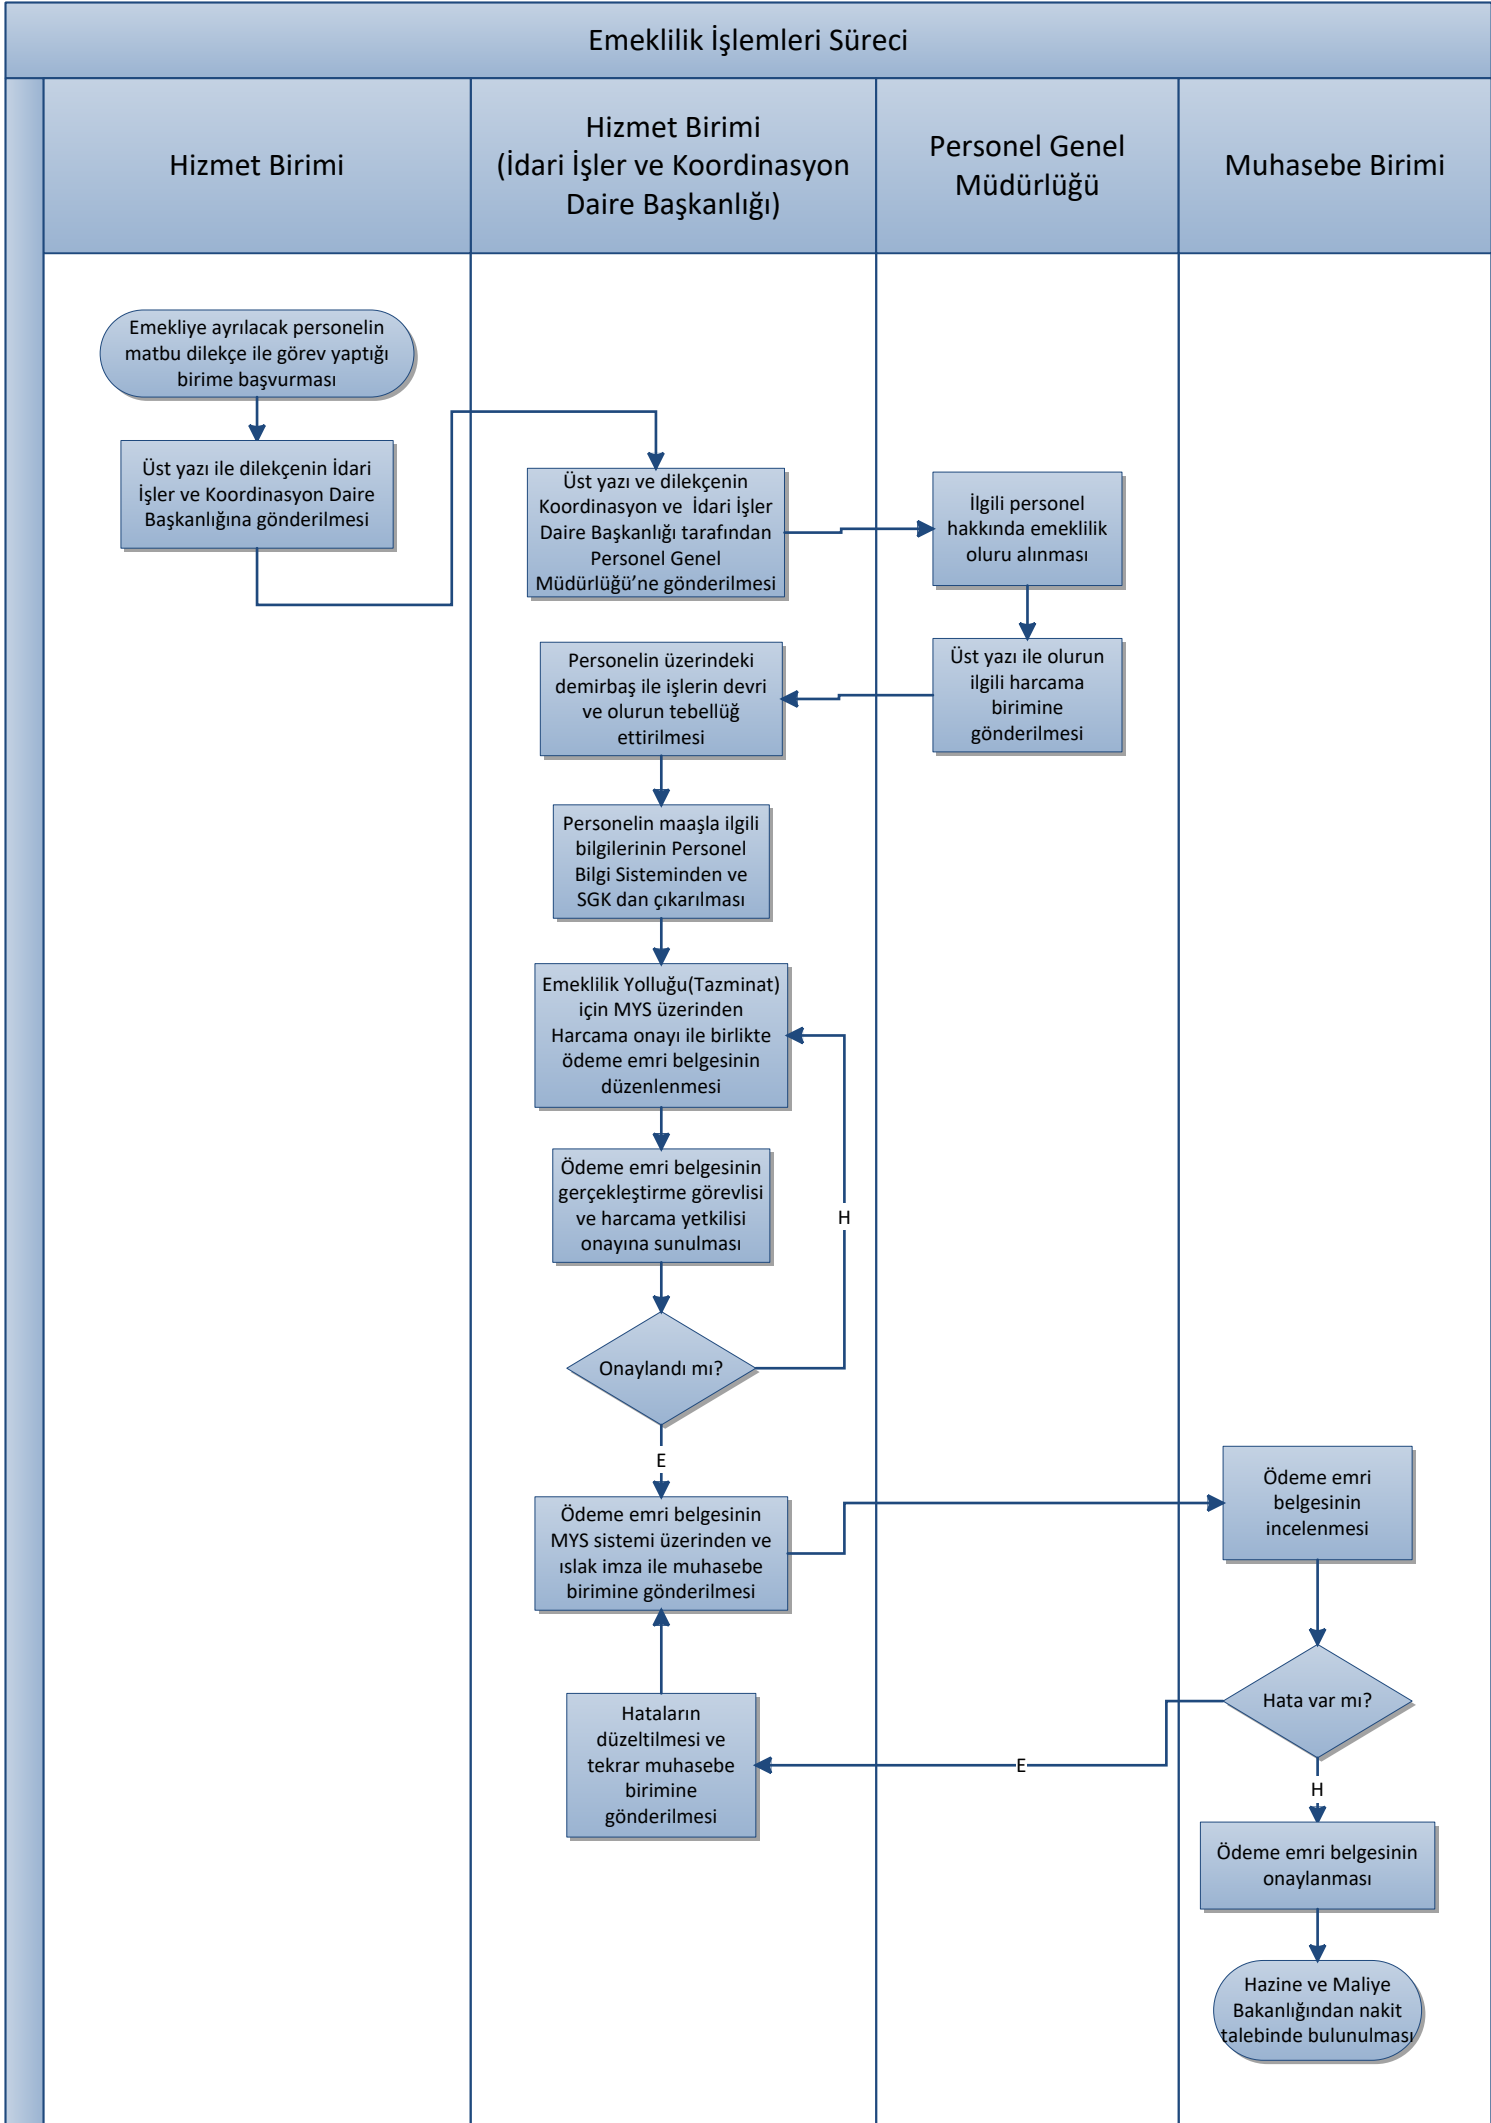 Emeklilik İşlemleri Süreci
Hizmet Birimi
Hizmet Birimi
(İdari İşler ve Koordinasyon
Daire Başkanlığı)
Personel Genel
Müdürlüğü
Muhasebe Birimi
Emekliye ayrılacak personelin
matbu dilekçe ile görev yaptığı
birime başvurması
Üst yazı ile dilekçenin İdari
İşler ve Koordinasyon Daire
Başkanlığına gönderilmesi
Üst yazı ve dilekçenin
Koordinasyon ve İdari İşler
Daire Başkanlığı tarafından
Personel Genel
Müdürlüğü’ne gönderilmesi
İlgili personel
hakkında emeklilik
oluru alınması
Üst yazı ile olurun
ilgili harcama
birimine
gönderilmesi
Personelin üzerindeki
demirbaş ile işlerin devri
ve olurun tebellüğ
ettirilmesi
Personelin maaşla ilgili
bilgilerinin Personel
Bilgi Sisteminden ve
SGK dan çıkarılması
Emeklilik Yolluğu(Tazminat)
için MYS üzerinden
Harcama onayı ile birlikte
ödeme emri belgesinin
düzenlenmesi
Ödeme emri belgesinin
gerçekleştirme görevlisi
ve harcama yetkilisi
onayına sunulması
H
Onaylandı mı?
E
Ödeme emri belgesinin
MYS sistemi üzerinden ve
ıslak imza ile muhasebe
birimine gönderilmesi
Ödeme emri
belgesinin
incelenmesi
Hata var mı?
E
Hataların
düzeltilmesi ve
tekrar muhasebe
birimine
gönderilmesi
H
Ödeme emri belgesinin
onaylanması
Hazine ve Maliye
Bakanlığından nakit
talebinde bulunulması